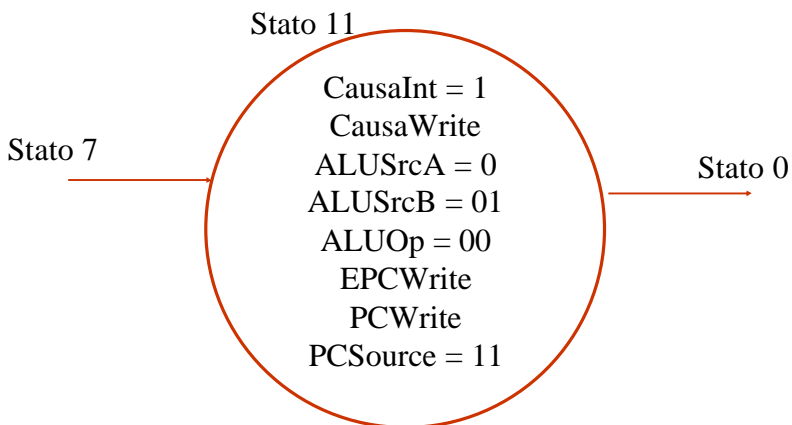 Stato 11
CausaInt = 1
CausaWrite
Stato 7
ALUSrcA = 0
Stato 0
ALUSrcB = 01
ALUOp = 00
EPCWrite
PCWrite
PCSource = 11